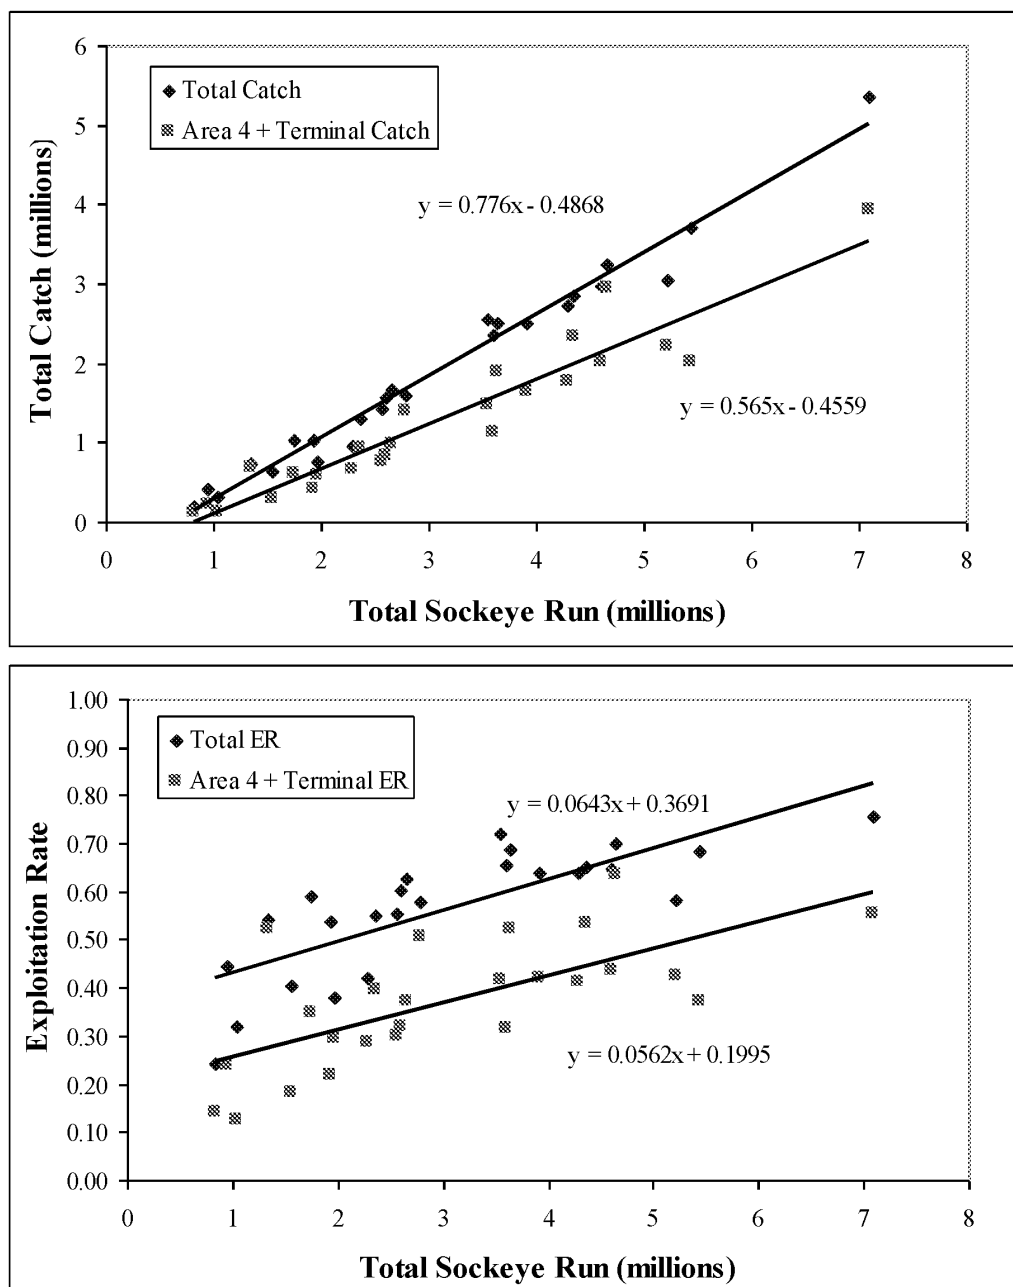 6
5
4
3
2
1
0
Total Catch (millions)
Total Catch
Area 4 + Terminal Catch
y = 0.776x - 0.4868
y = 0.565x - 0.4559
0 1 2 3 4 5 6 7 8
Total Sockeye Run (millions)
1.00
0.90
0.80
0.70
0.60
0.50
0.40
0.30
0.20
0.10
0.00
Exploitation Rate
Total ER
Area 4 + Terminal ER
y = 0.0643x + 0.3691
y = 0.0562x + 0.1995
0 1 2 3 4 5 6 7 8
Total Sockeye Run (millions)